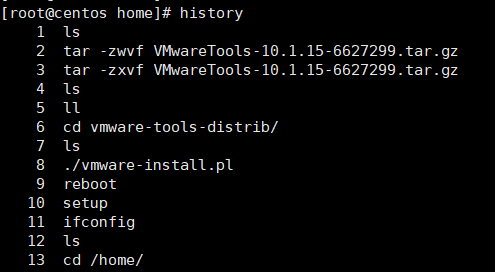 [root@centos home]# history
1 ls
2 tar -zwvf VMwareTools-10.1.15-6627299.tar.gz
3 tar -zxvf VMwareTools-10.1.15-6627299.tar.gz
4 ls
5 ll
6 cd vmware-tools-distrib/
7 ls
8 ./vmware-install.pl
9 reboot
10 setup
11 ifconfig
12 ls
13 cd /home/